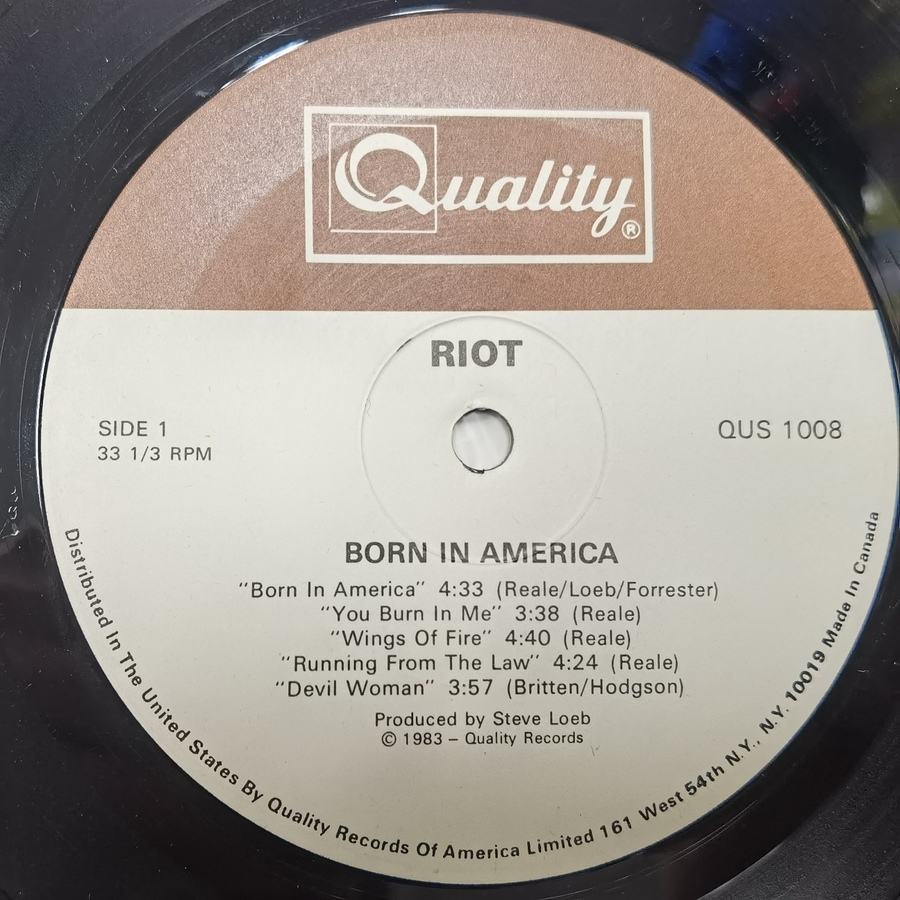 Quality®
RIOT
SIDE 1
33 1/3 RPM
QUS 1008
BORN IN AMERICA
"Born In America" 4:33 (Reale/Loeb/Forrester)
"You Burn In Me" 3:38 (Reale)
"Wings Of Fire" 4:40 (Reale)
"Running From The Law" 4:24 (Reale)
"Devil Woman" 3:57 (Britten/Hodgson)
Produced by Steve Loeb
© 1983 – Quality Records
Distributed In The United States By Quality Records Of America Limited 161 West 54th N.Y., N.Y. 10019 Made In Canada